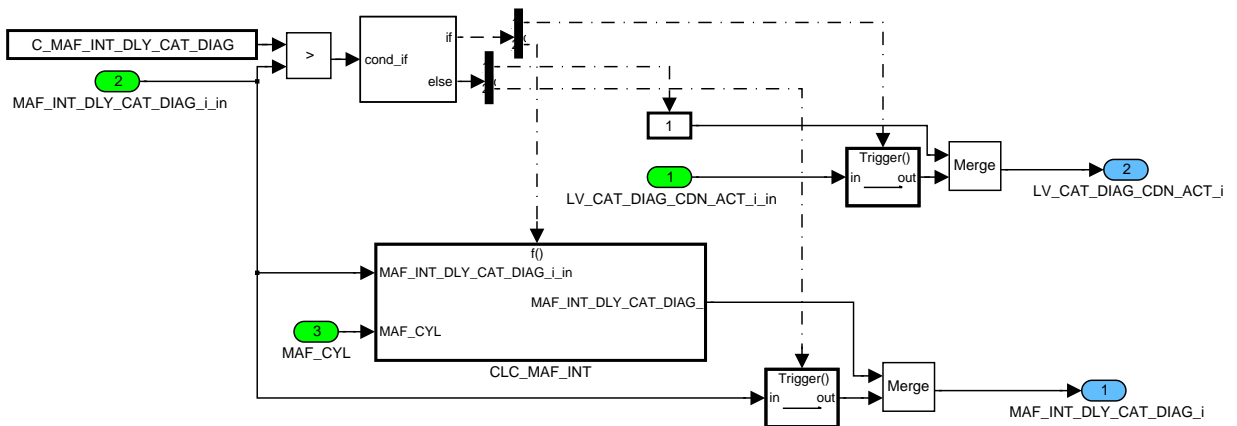 C_MAF_INT_DLY_CAT_DIAG
>
cond_if
if
else
2
MAF_INT_DLY_CAT_DIAG_i_in
1
Trigger()
in
out
Merge
2
LV_CAT_DIAG_CDN_ACT_i
1
LV_CAT_DIAG_CDN_ACT_i_in
f()
MAF_INT_DLY_CAT_DIAG_i_in
MAF_INT_DLY_CAT_DIAG_
3
MAF_CYL
MAF_CYL
CLC_MAF_INT
Trigger()
in
out
Merge
1
MAF_INT_DLY_CAT_DIAG_i